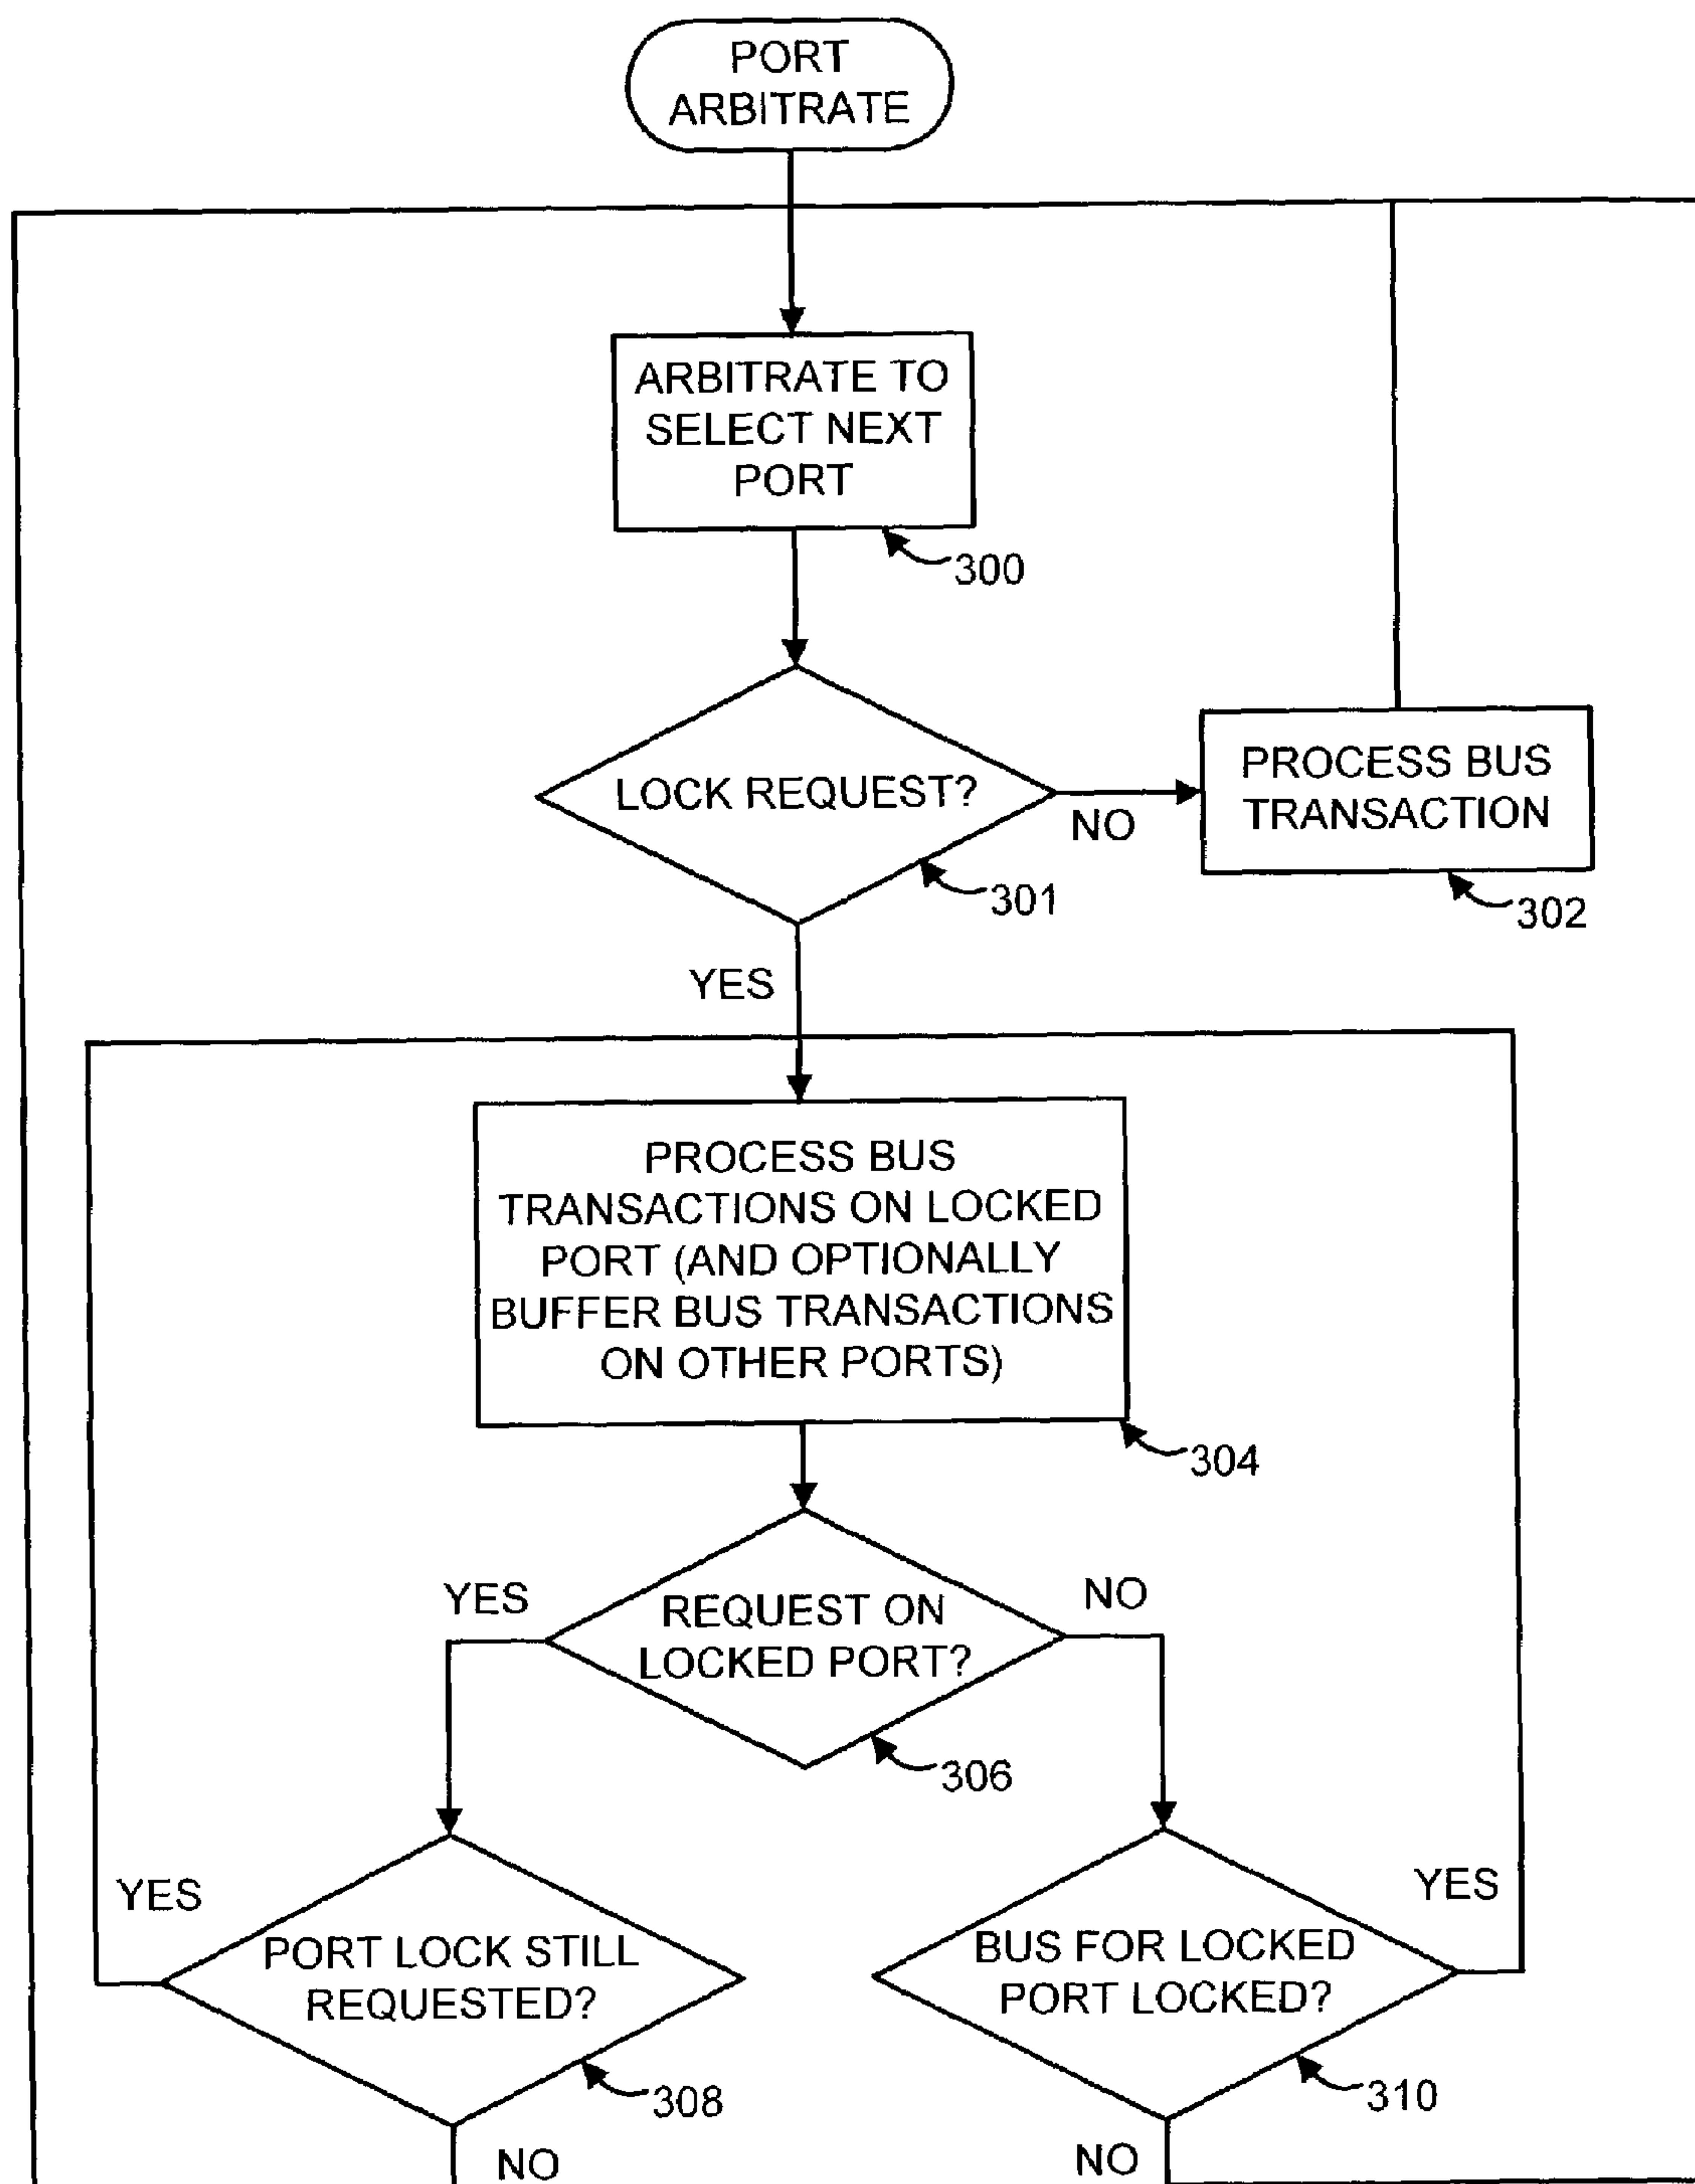 PORT
ARBITRATE
ARBITRATE TO
SELECT NEXT
PORT
300
LOCK REQUEST?
NO
301
PROCESS BUS
TRANSACTION
302
YES
PROCESS BUS
TRANSACTIONS ON LOCKED
PORT (AND OPTIONALLY
BUFFER BUS TRANSACTIONS
ON OTHER PORTS)
304
YES
REQUEST ON
LOCKED PORT?
NO
306
YES
PORT LOCK STILL
REQUESTED?
308
NO
BUS FOR LOCKED
PORT LOCKED?
YES
310
NO